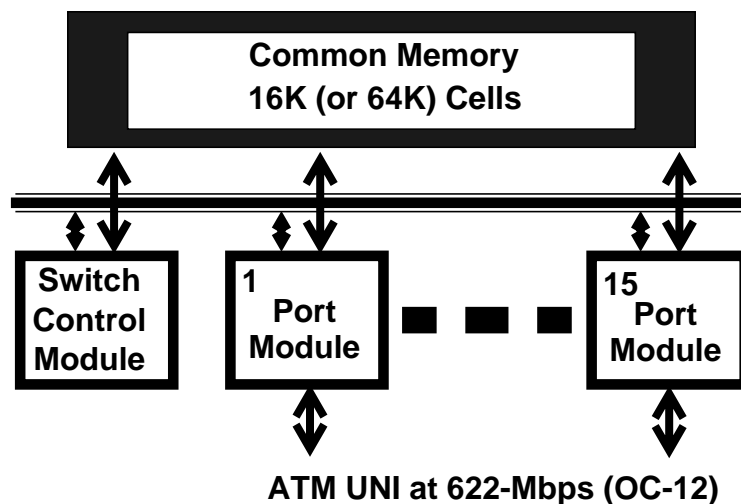 Common Memory
16K (or 64K) Cells
Switch
Control
Module
1
Port
Module
15
Port
Module
ATM UNI at 622-Mbps (OC-12)